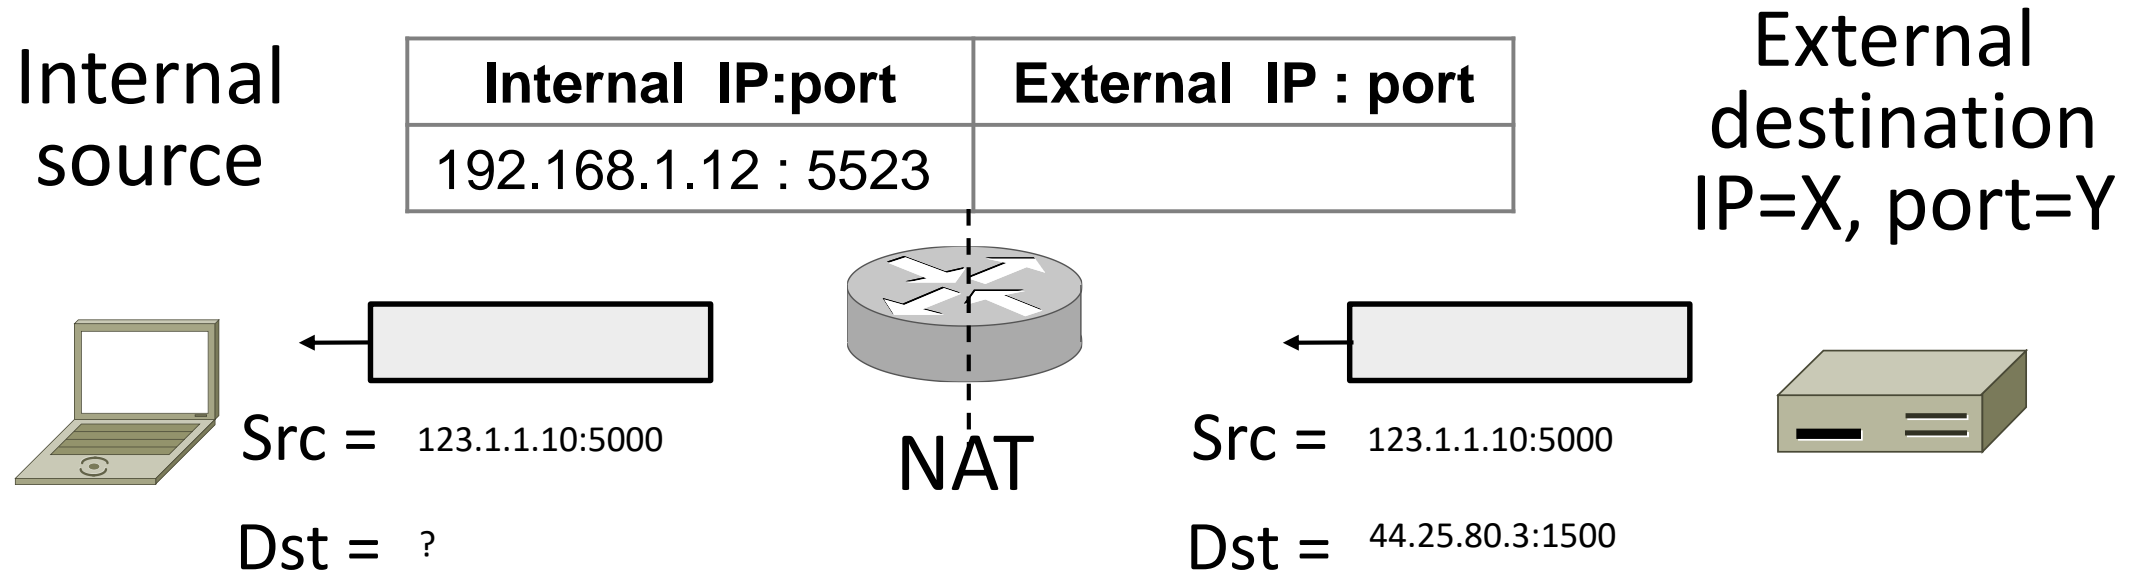 Internal
source
Internal IP:port
External IP : port
192.168.1.12 : 5523
External
destination
IP=X, port=Y
Src = 123.1.1.10:5000
Dst = ?
NAT
Src = 123.1.1.10:5000
Dst = 44.25.80.3:1500